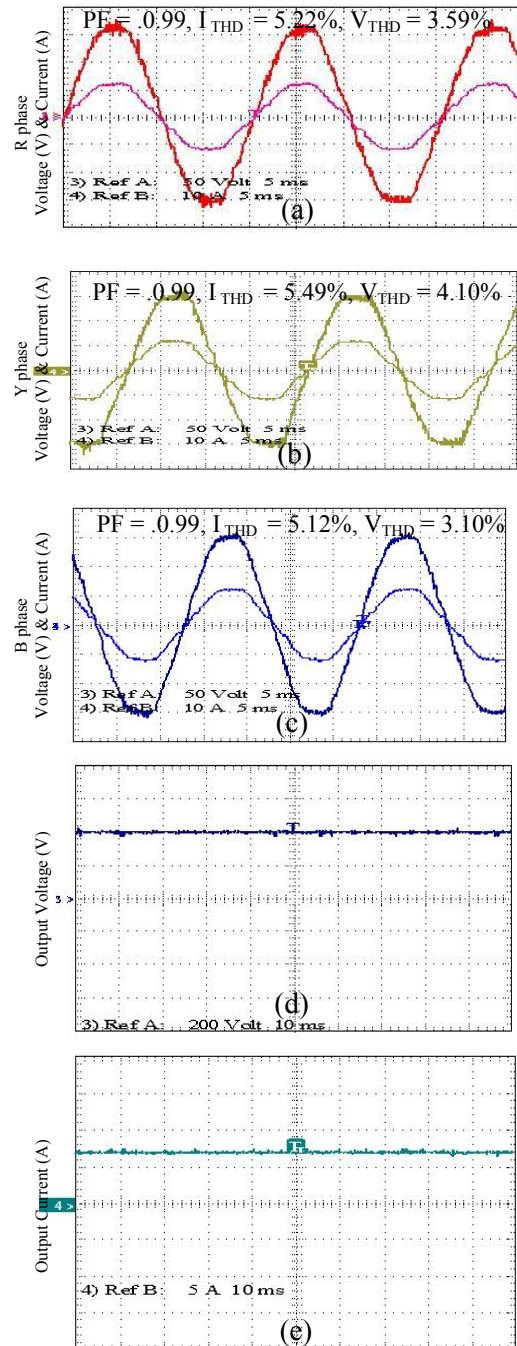 PF = .0.99, I THD = 5.22%, V THD = 3.59%
R phase
Voltage (V) & Current (A)
3) Ref A: 50 Volt 5 ms
4) Ref B: 10 A 5 ms
(a)
PF = .0.99, I THD = 5.49%, V THD = 4.10%
Y phase
Voltage (V) & Current (A)
4 >
3) Ref A: 50 Volt 5 ms
4) Ref B: 10 A 5 ms
(b)
PF = .0.99, I THD = 5.12%, V THD = 3.10%
B phase
Voltage (V) & Current (A)
3) Ref A: 50 Volt 5 ms
4) Ref B: 10 A 5 ms
(c)
Output Voltage (V)
T
3 >
(d)
3) Ref A: 200 Volt 10 ms
Output Current (A)
T
4 >
4) Ref B: 5 A 10 ms
(e)